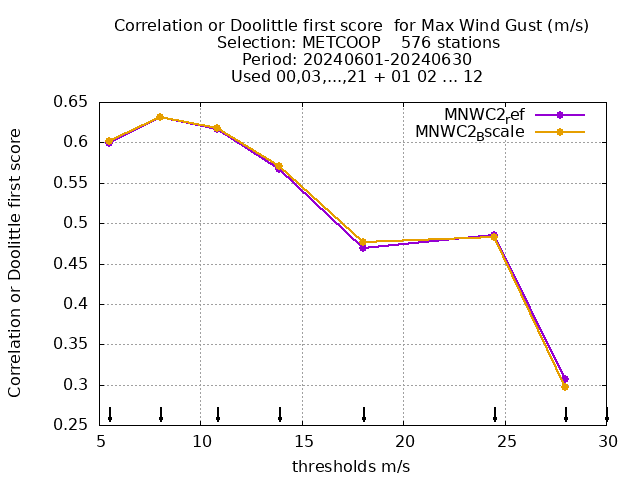 Correlation or Doolittle first score  for Max Wind Gust (m/s)
Selection: METCOOP    576 stations
Period: 20240601-20240630
Used 00,03,...,21 + 01 02 ... 12
Correlation or Doolittle first score
0.65
0.6
0.55
0.5
0.45
0.4
0.35
0.3
0.25
MNWC2ref
MNWC2Bscale
5 10 15 20 25 30
thresholds m/s